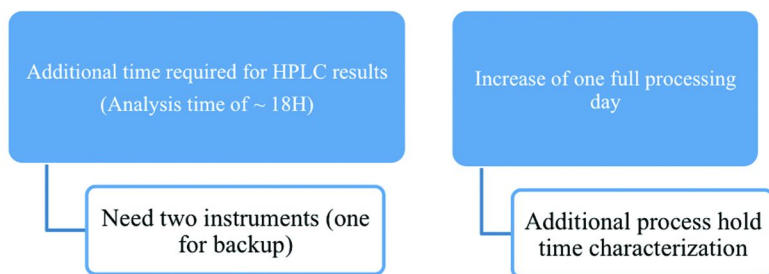 Additional time required for HPLC results
(Analysis time of ~ 18H)
Need two instruments (one
for backup)
Increase of one full processing
day
Additional process hold
time characterization